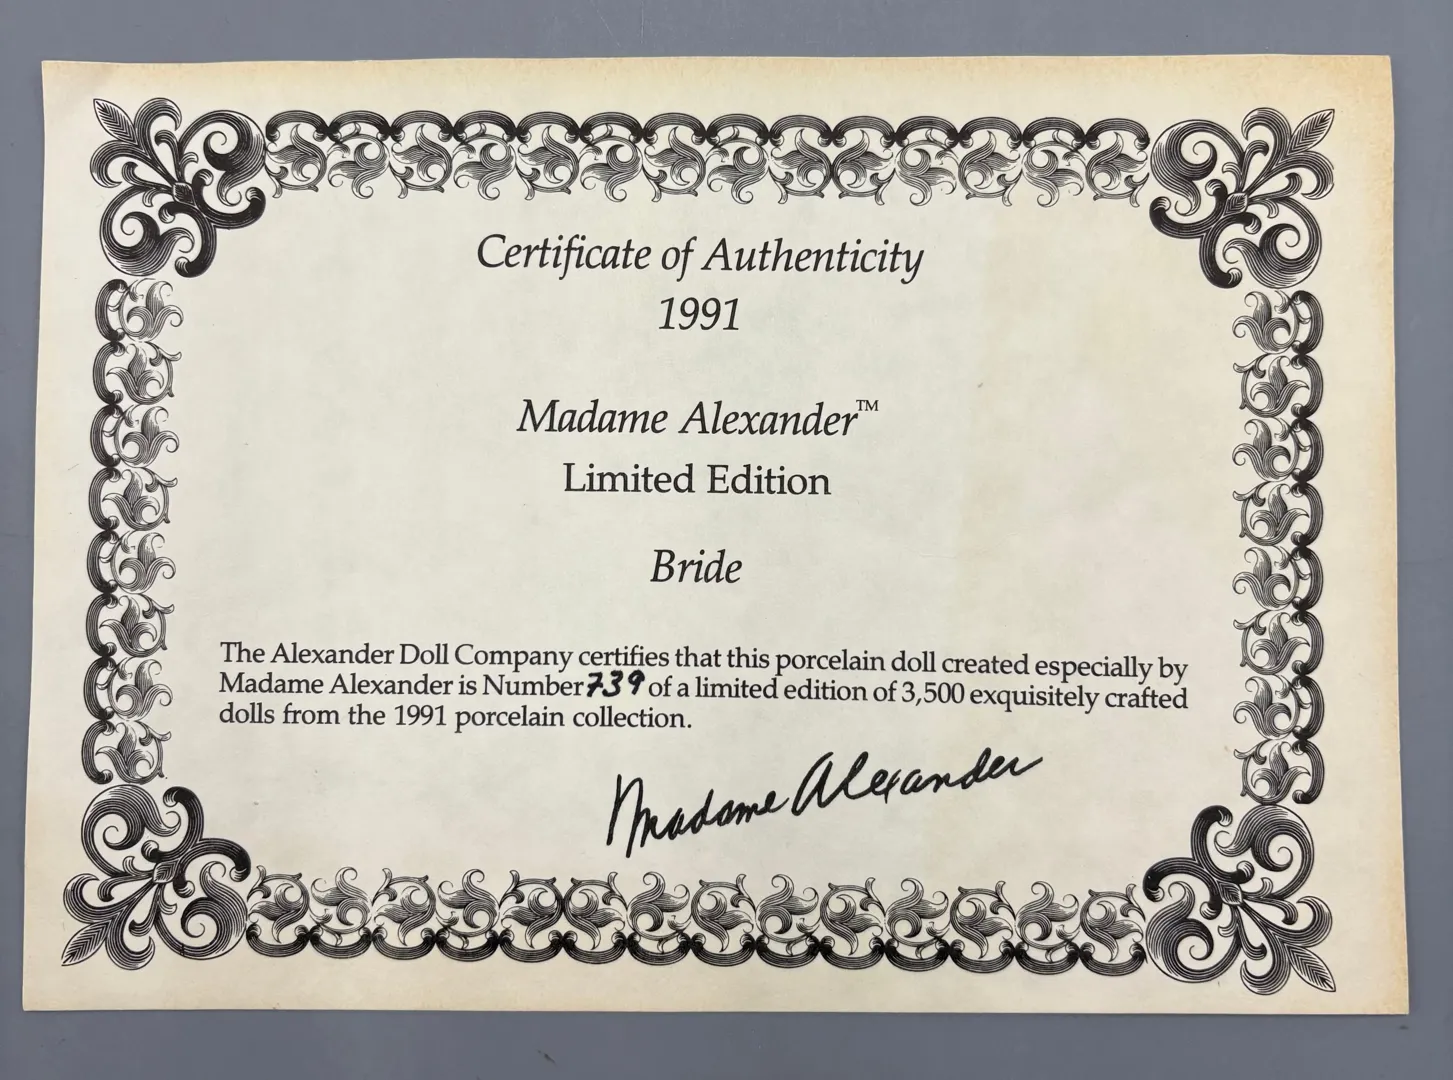 Certificate of Authenticity
1991
Madame Alexander™
Limited Edition
Bride
The Alexander Doll Company certifies that this porcelain doll created especially by
Madame Alexander is Number 739 of a limited edition of 3,500 exquisitely crafted
dolls from the 1991 porcelain collection.
Madame Alexander